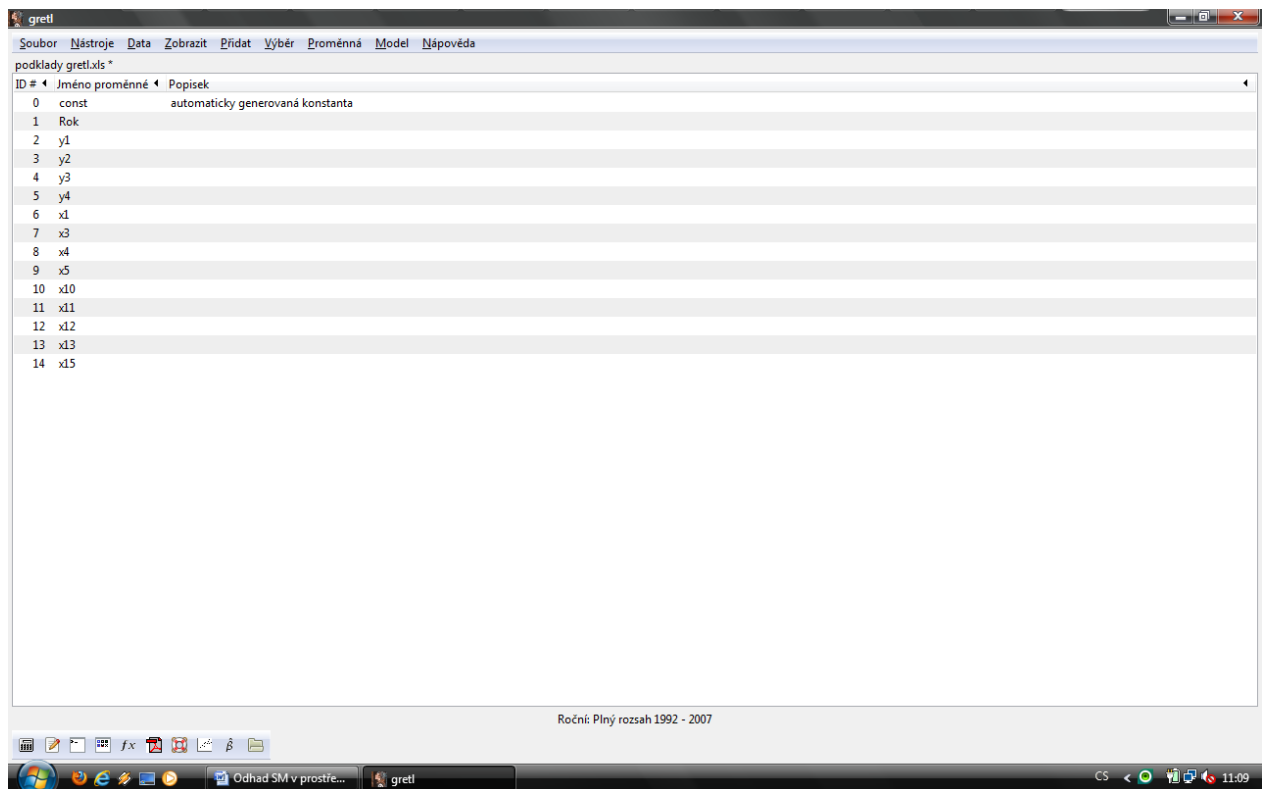 gretl
Soubor Nástroje Data Zobrazit Přidat Výběr Proměnná Model Nápověda
podklady gretl.xls *
ID # Jméno proměnné Popisek
0 const automaticky generovaná konstanta
1 Rok
2 y1
3 y2
4 y3
5 y4
6 x1
7 x3
8 x4
9 x5
10 x10
11 x11
12 x12
13 x13
14 x15
Roční: Plný rozsah 1992 - 2007
fx β̂
Odhad SM v prostře... gretl CS 11:09